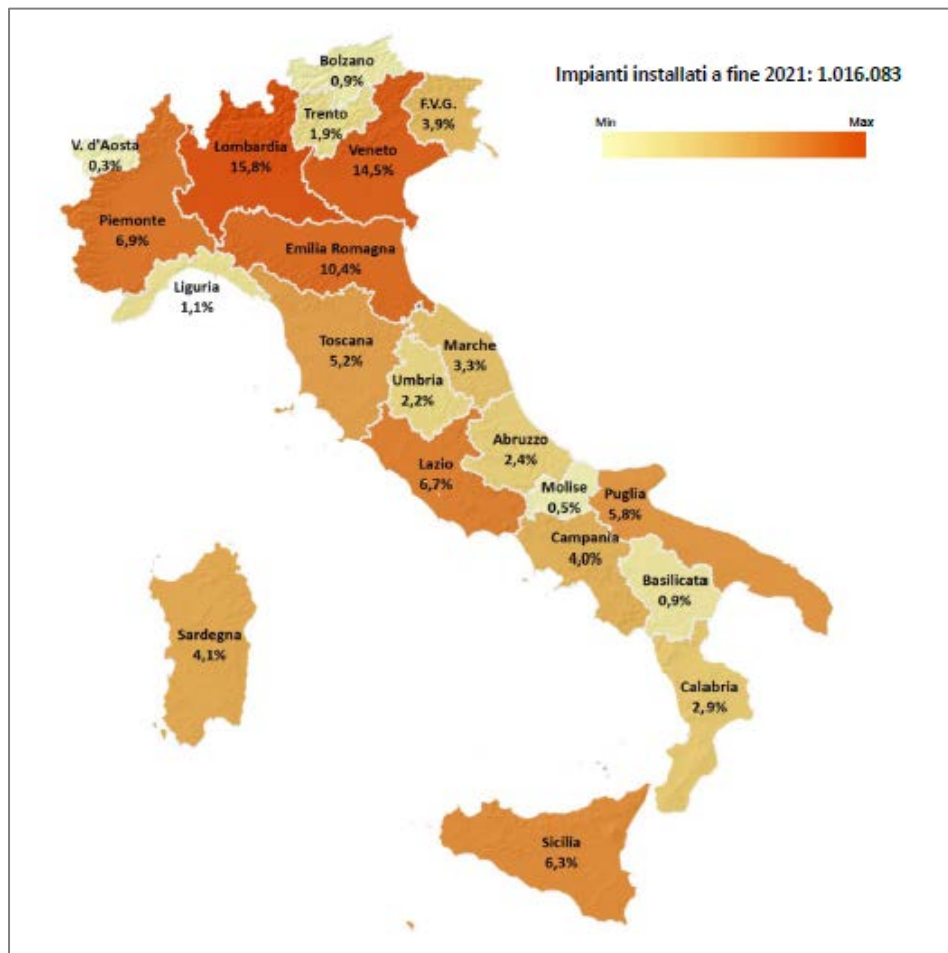 Impianti installati a fine 2021: 1.016.083
Min
Max
Bolzano
0,9%
Trento
1,9%
F.V.G.
3,9%
V. d'Aosta
0,3%
Lombardia
15,8%
Veneto
14,5%
Piemonte
6,9%
Emilia Romagna
10,4%
Liguria
1,1%
Toscana
5,2%
Marche
3,3%
Umbria
2,2%
Abruzzo
2,4%
Lazio
6,7%
Molise
0,5%
Puglia
5,8%
Campania
4,0%
Basilicata
0,9%
Sardegna
4,1%
Calabria
2,9%
Sicilia
6,3%